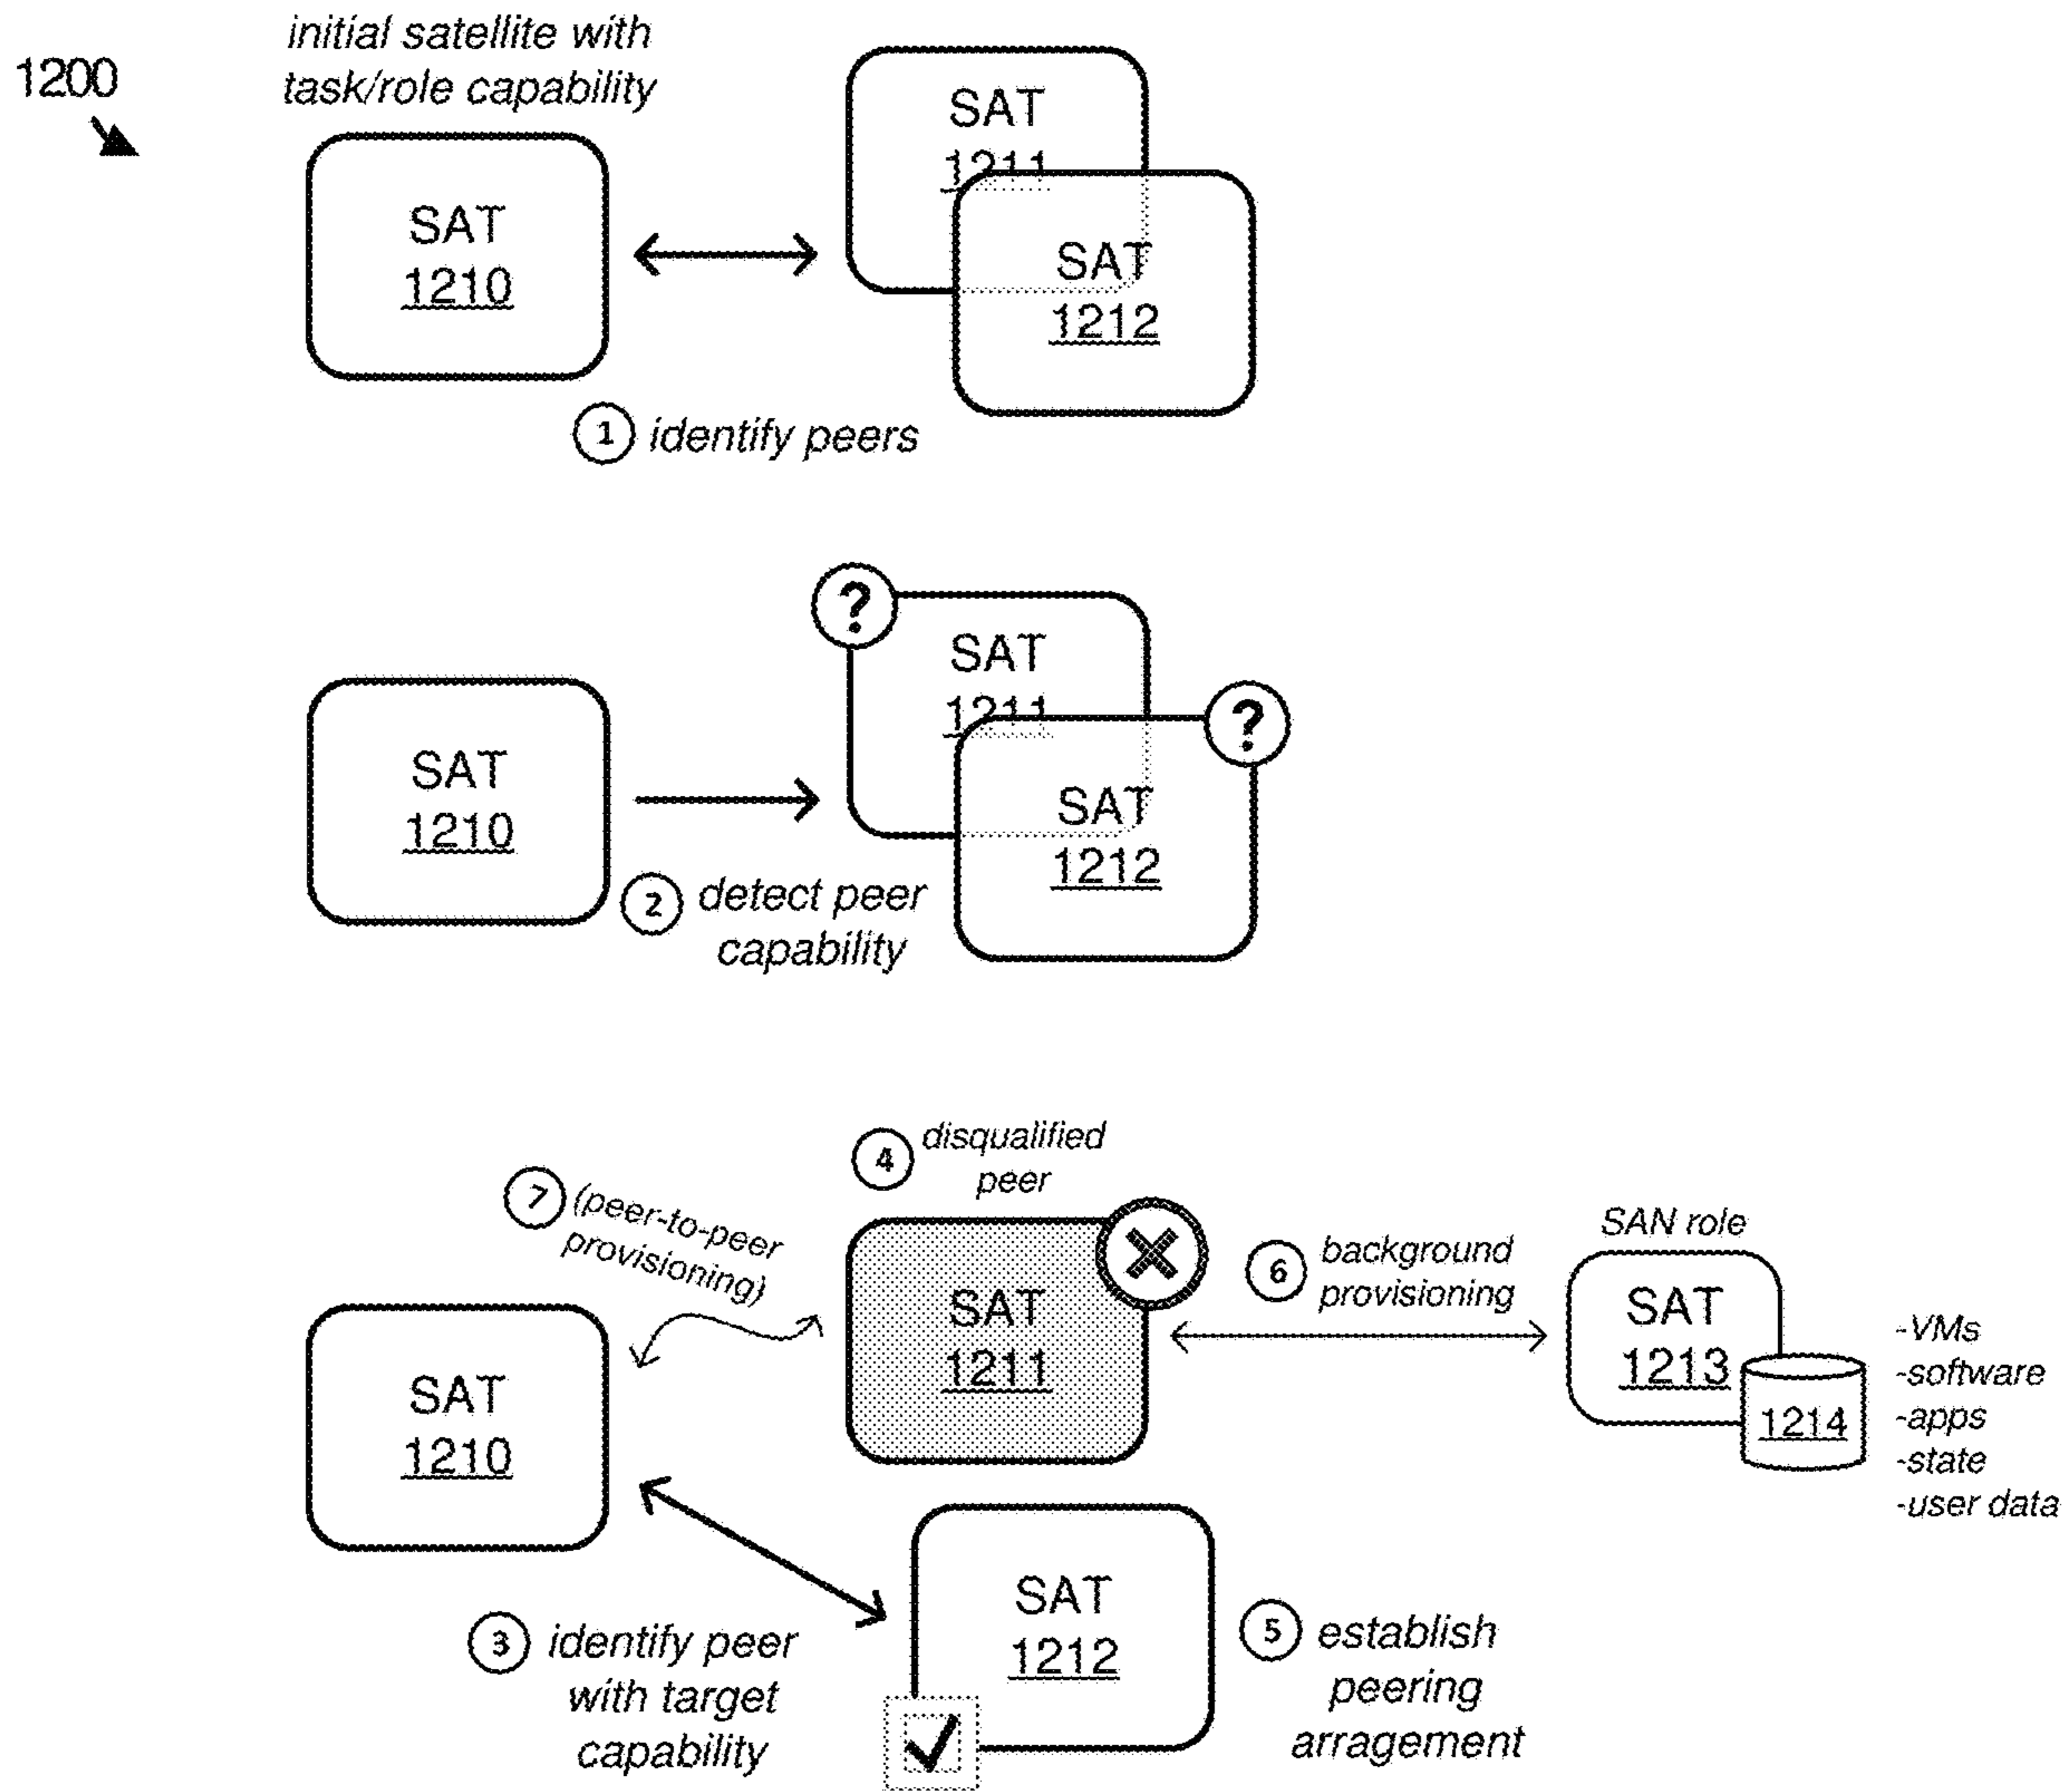 1200
initial satellite with
task/role capability
SAT
1210
SAT
1211
SAT
1212
1 identify peers
?
SAT
1211
?
SAT
1210
SAT
1212
2 detect peer
capability
4 disqualified
peer
7 (peer-to-peer
provisioning)
SAT
1211
6 background
provisioning
SAN role
SAT
1213
1214
-VMs
-software
-apps
-state
-user data
SAT
1210
3 identify peer
with target
capability
SAT
1212
5 establish
peering
arragement